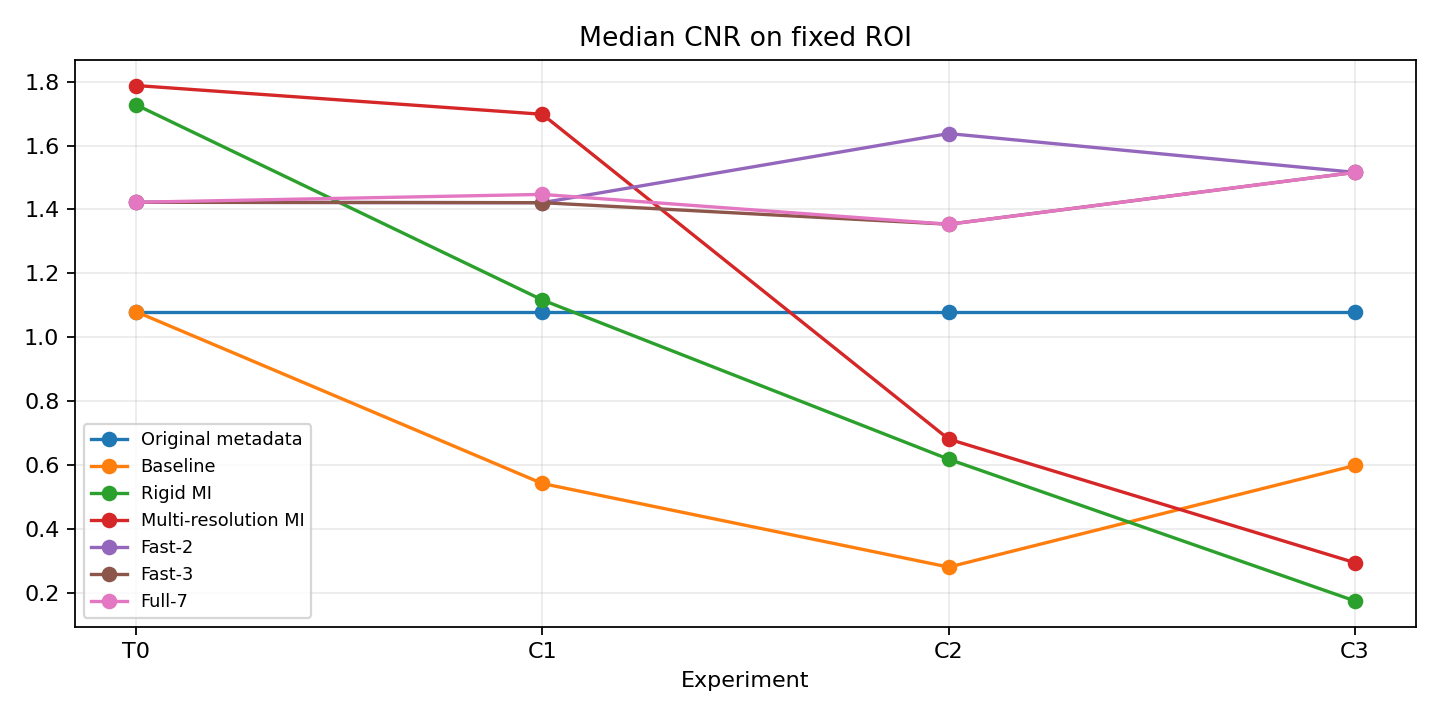 Median CNR on fixed ROI
1.8
1.6
1.4
1.2
1.0
0.8
0.6
0.4
0.2
Original metadata
Baseline
Rigid MI
Multi-resolution MI
Fast-2
Fast-3
Full-7
T0 C1 C2 C3
Experiment